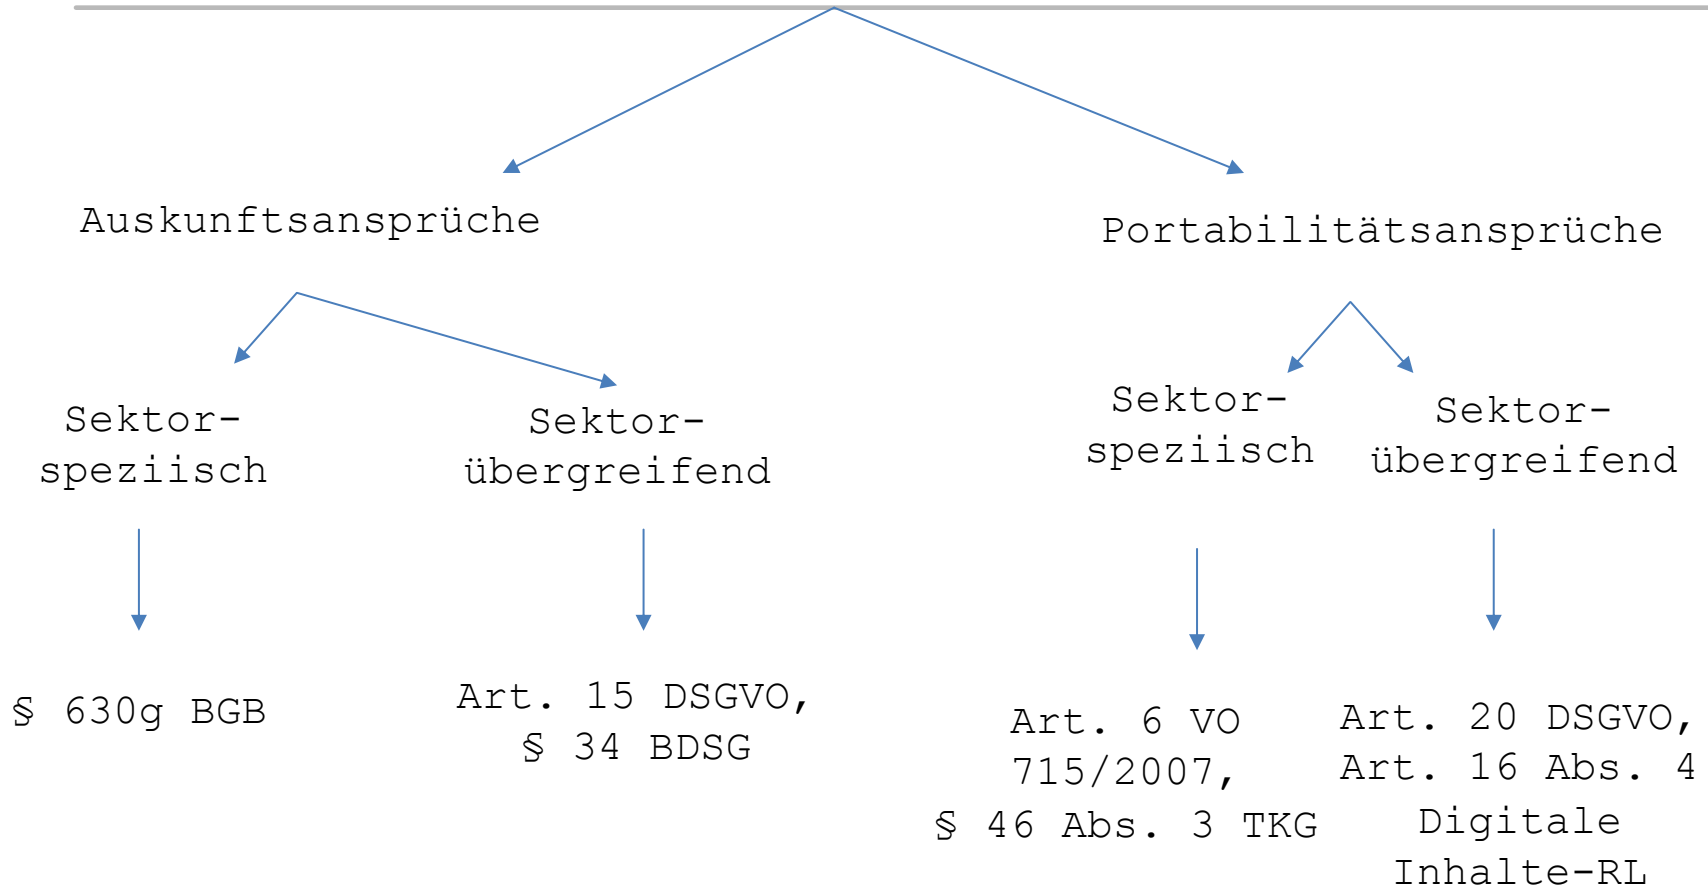 Auskunftsansprüche
Portabilitätsansprüche
Sektor-
speziisch
Sektor-
übergreifend
Sektor-
speziisch
Sektor-
übergreifend
§ 630g BGB
Art. 15 DSGVO,
§ 34 BDSG
Art. 6 VO
715/2007,
§ 46 Abs. 3 TKG
Art. 20 DSGVO,
Art. 16 Abs. 4
Digitale
Inhalte-RL